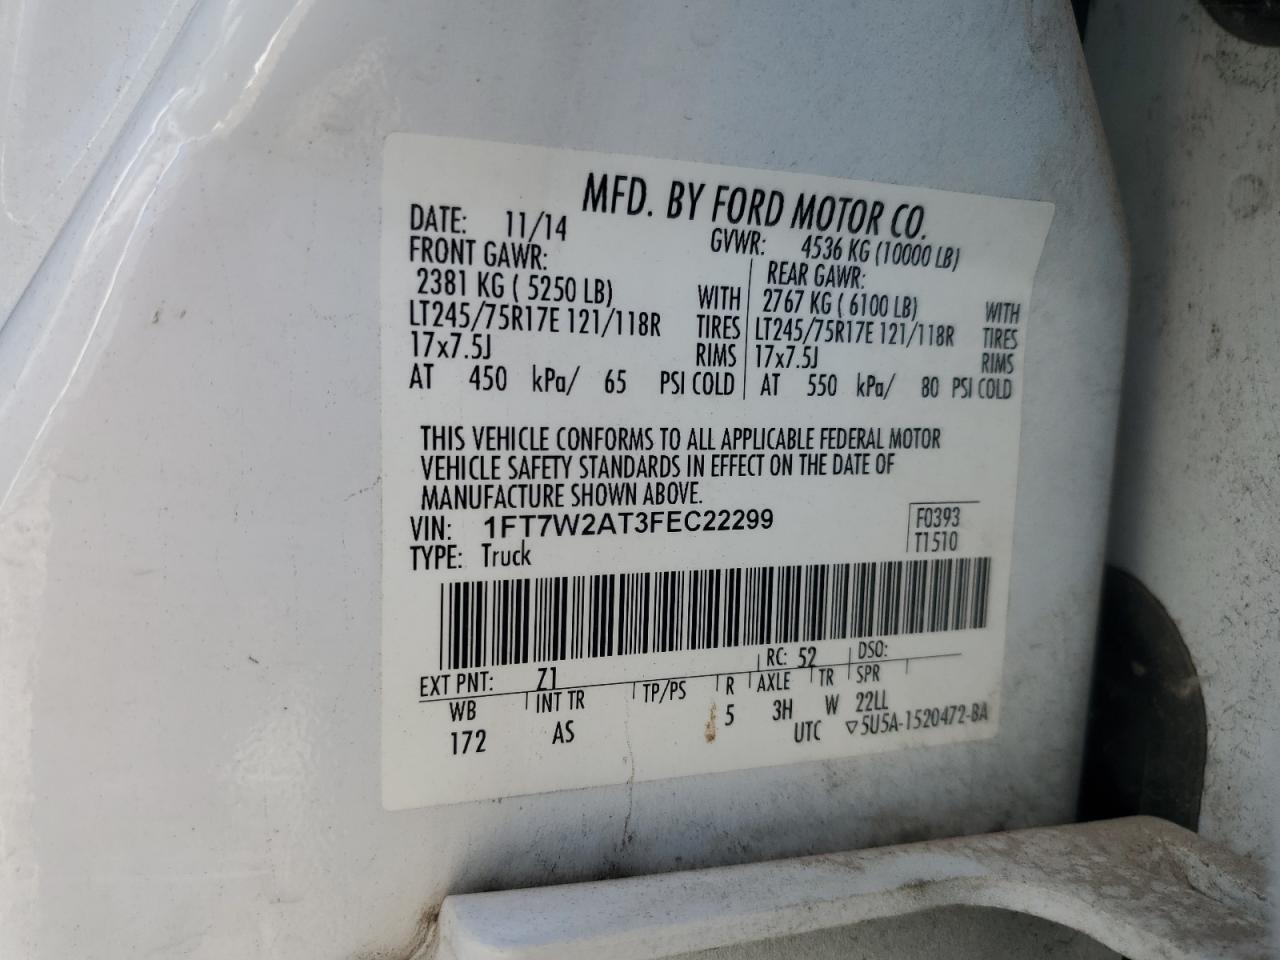 MFD. BY FORD MOTOR CO.
DATE: 11/14 GVWR: 4536 KG (10000 LB)
FRONT GAWR: REAR GAWR:
2381 KG ( 5250 LB) WITH 2767 KG ( 6100 LB) WITH
LT245/75R17E 121/118R TIRES LT245/75R17E 121/118R TIRES
17x7.5J RIMS 17x7.5J RIMS
AT 450 kPa/ 65 PSI COLD AT 550 kPa/ 80 PSI COLD
THIS VEHICLE CONFORMS TO ALL APPLICABLE FEDERAL MOTOR
VEHICLE SAFETY STANDARDS IN EFFECT ON THE DATE OF
MANUFACTURE SHOWN ABOVE.
VIN: 1FT7W2AT3FEC22299 F0393
TYPE: Truck T1510
EXT PNT: Z1 RC: 52 DSO:
WB INT TR TP/PS R AXLE TR SPR
172 AS 5 3H W 22LL
UTC ▽5U5A-1520472-BA